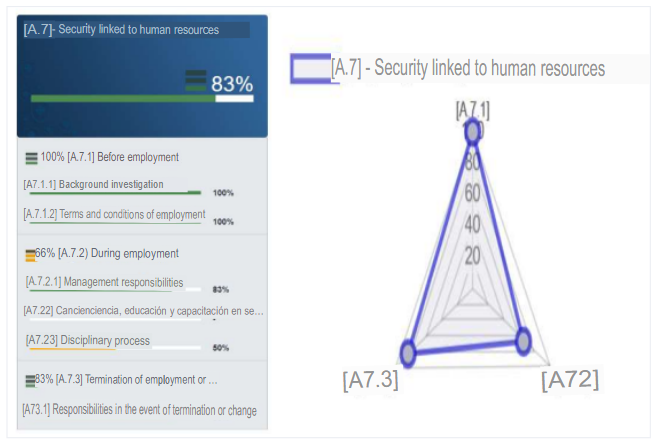 [A.7]- Security linked to human resources
83%
100% [A.7.1] Before employment
[A7.1.1] Background investigation
100%
[A.7.1.2] Terms and conditions of employment
100%
66% [A.7.2) During employment
[A.7.2.1] Management responsibilities
83%
[A7.22] Cancienciencia, educación y capacitación en se...
[A7.23] Disciplinary process
50%
83% [A.7.3] Termination of employment or ...
[A73.1] Responsibilities in the event of termination or change
[A.7] - Security linked to human resources
[A.7.1]
80
60
40
20
[A7.3]
[A72]